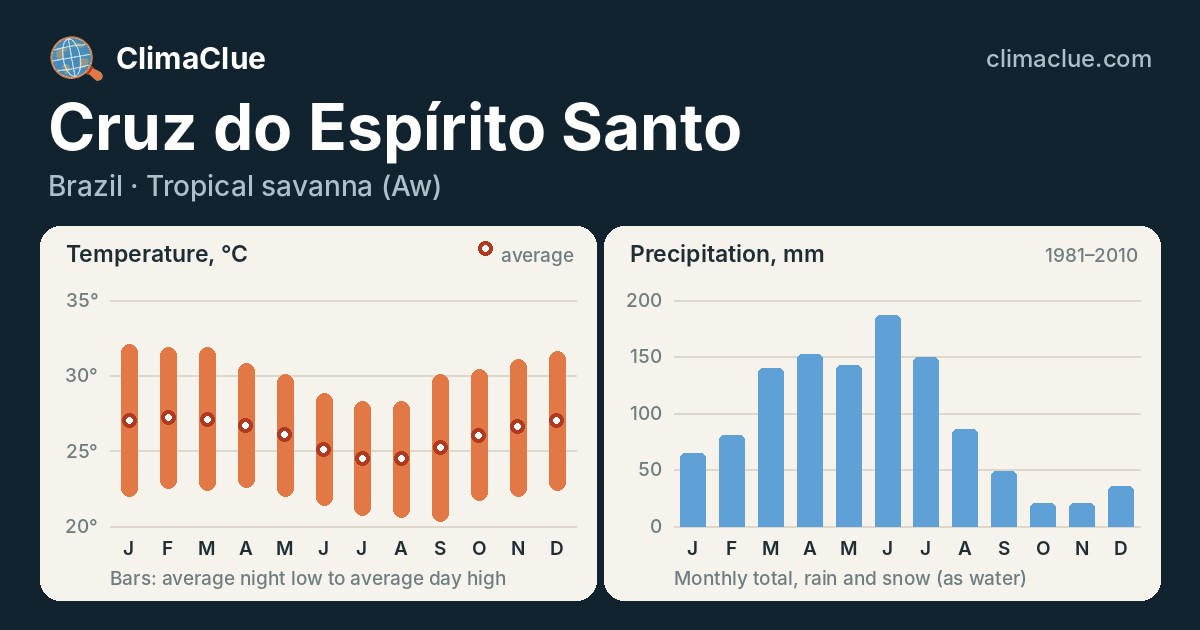 ClimaClue
climaclue.com
Cruz do Espírito Santo
Brazil · Tropical savanna (Aw)
Temperature, °C
average
35°
30°
25°
20°
J F M A M J J A S O N D
Bars: average night low to average day high
Precipitation, mm
1981–2010
200
150
100
50
0
J F M A M J J A S O N D
Monthly total, rain and snow (as water)